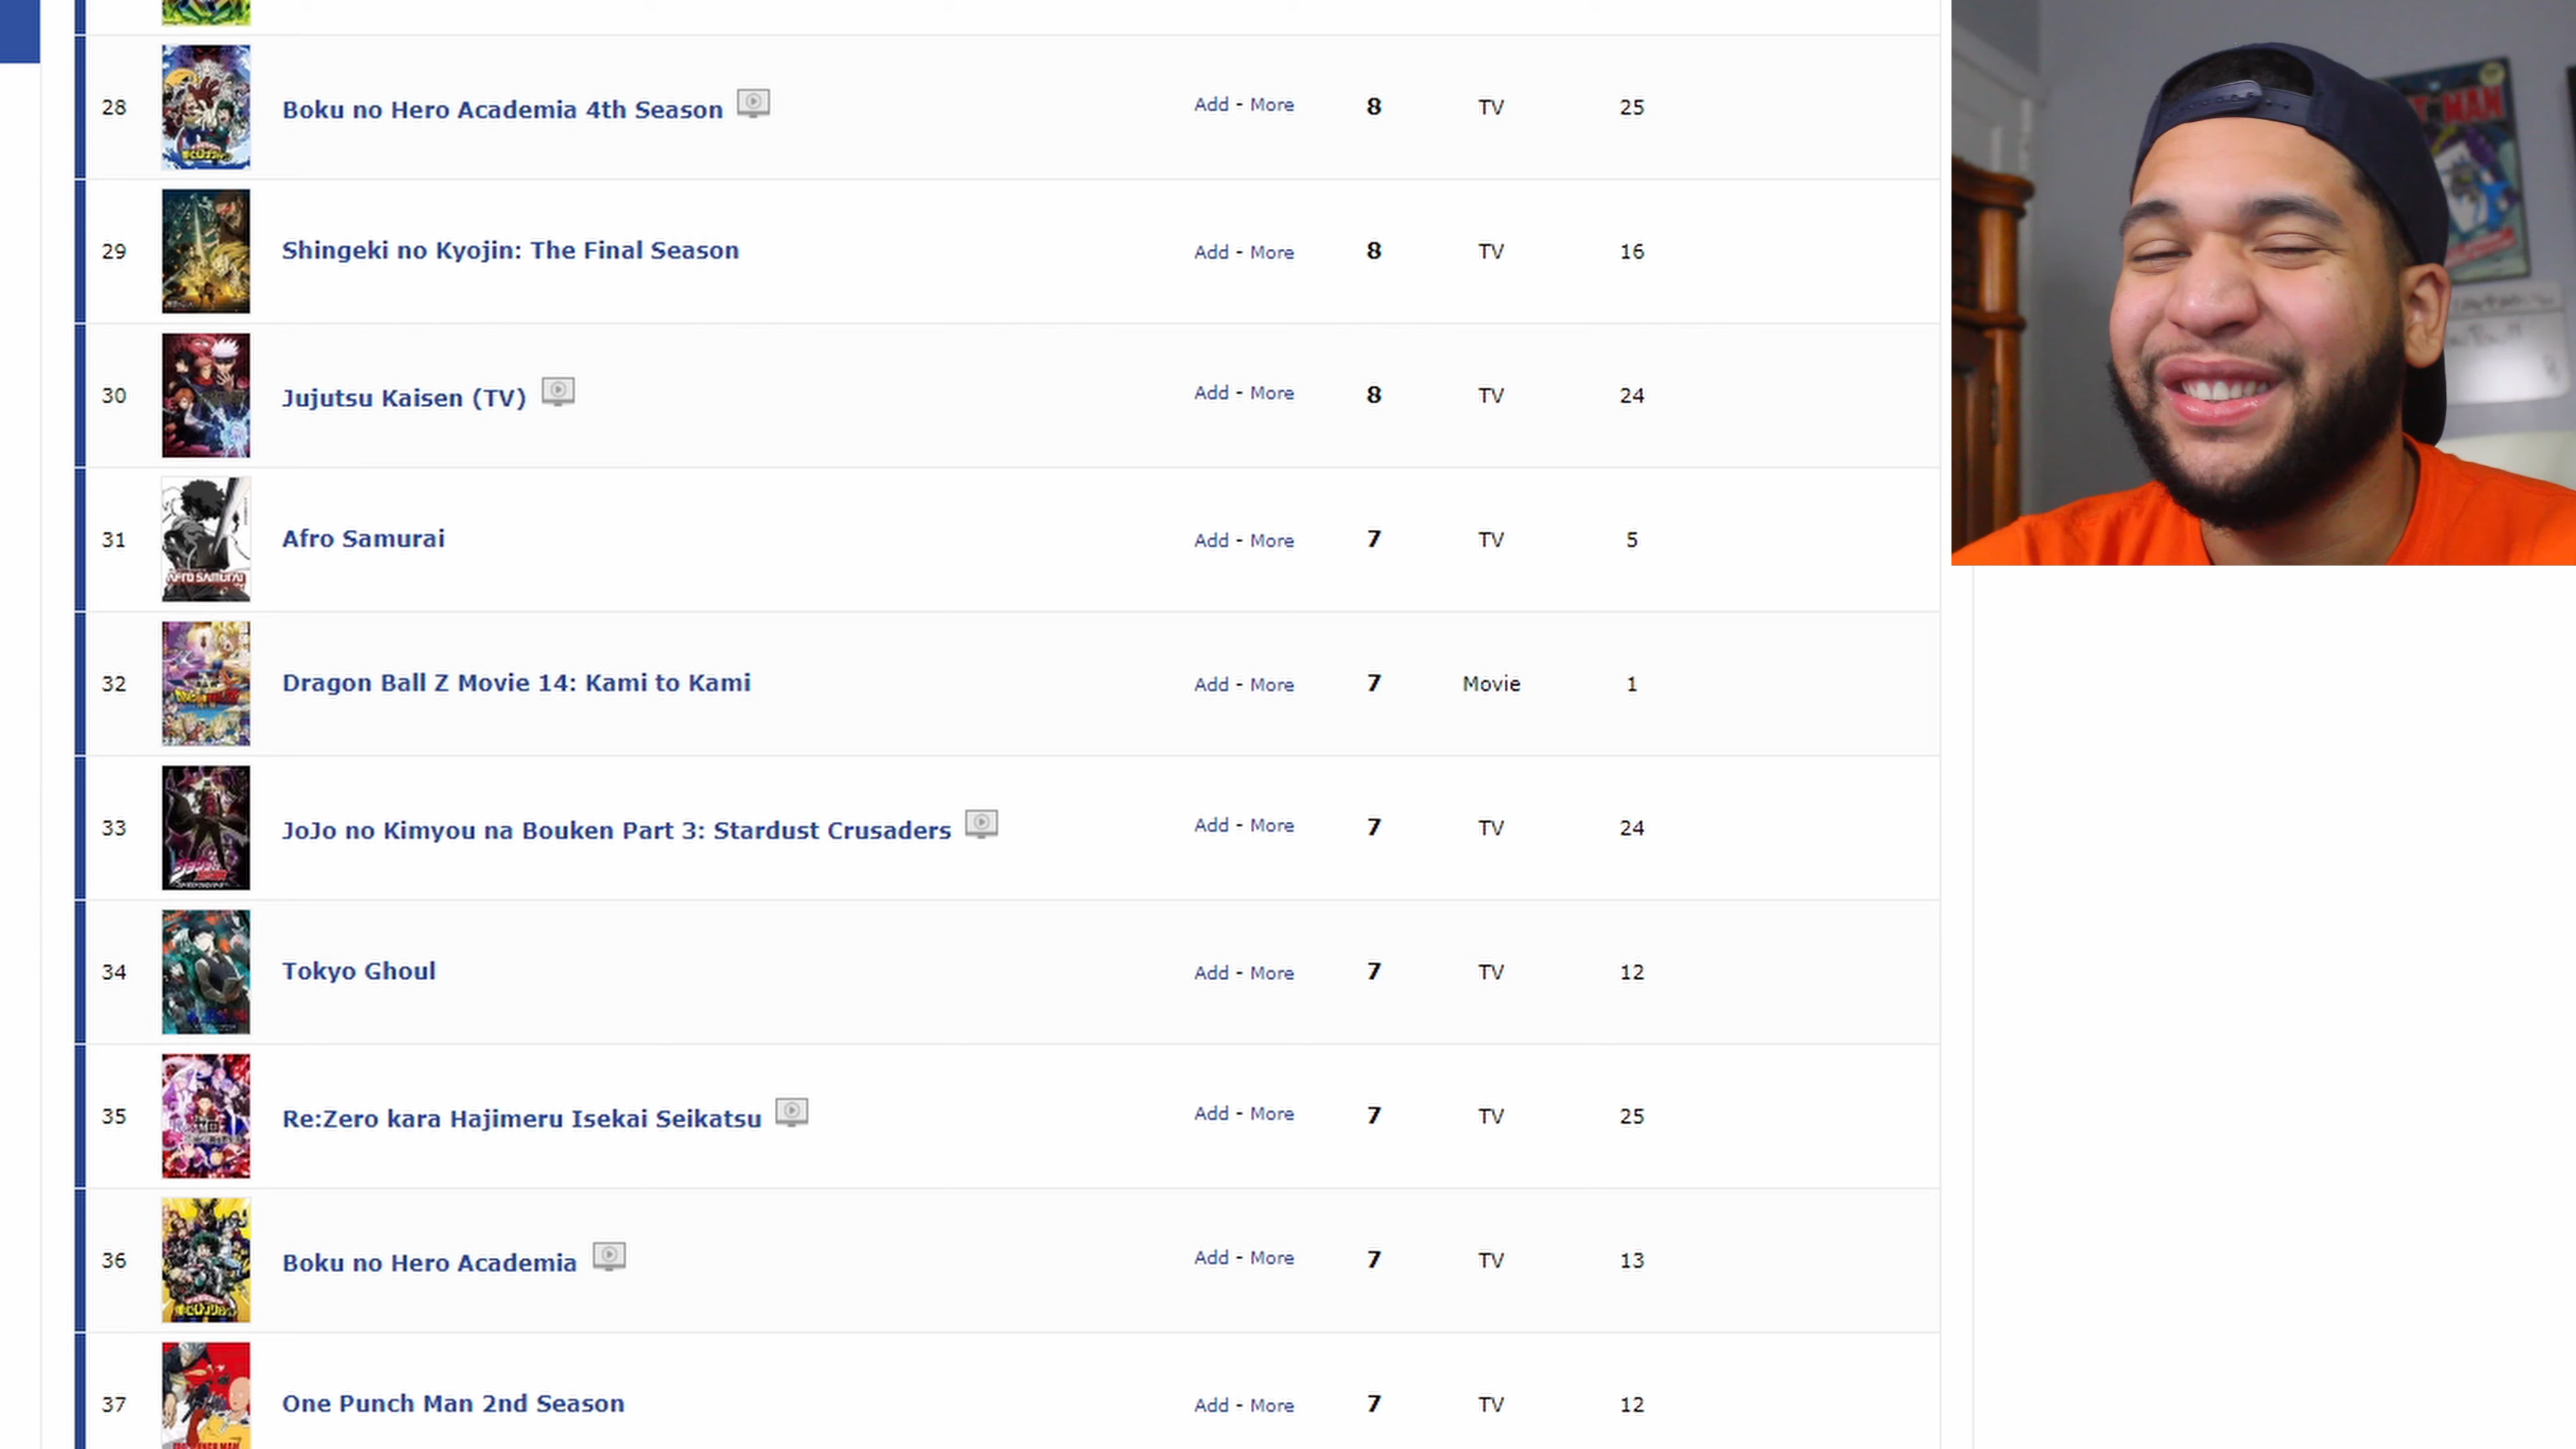 28 Boku no Hero Academia 4th Season Add - More 8 TV 25
29 Shingeki no Kyojin: The Final Season Add - More 8 TV 16
30 Jujutsu Kaisen (TV) Add - More 8 TV 24
31 Afro Samurai Add - More 7 TV 5
AFRO SAMURAI
32 Dragon Ball Z Movie 14: Kami to Kami Add - More 7 Movie 1
33 JoJo no Kimyou na Bouken Part 3: Stardust Crusaders Add - More 7 TV 24
34 Tokyo Ghoul Add - More 7 TV 12
35 Re:Zero kara Hajimeru Isekai Seikatsu Add - More 7 TV 25
36 Boku no Hero Academia Add - More 7 TV 13
37 One Punch Man 2nd Season Add - More 7 TV 12